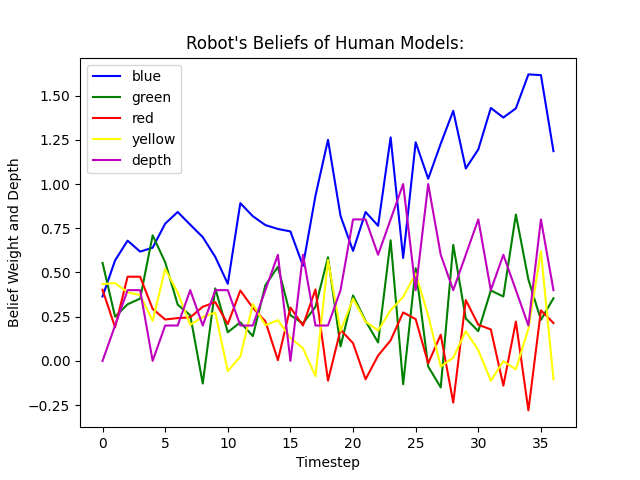 Robot's Beliefs of Human Models:
blue
green
red
yellow
depth
Belief Weight and Depth
1.50
1.25
1.00
0.75
0.50
0.25
0.00
−0.25
0 5 10 15 20 25 30 35
Timestep